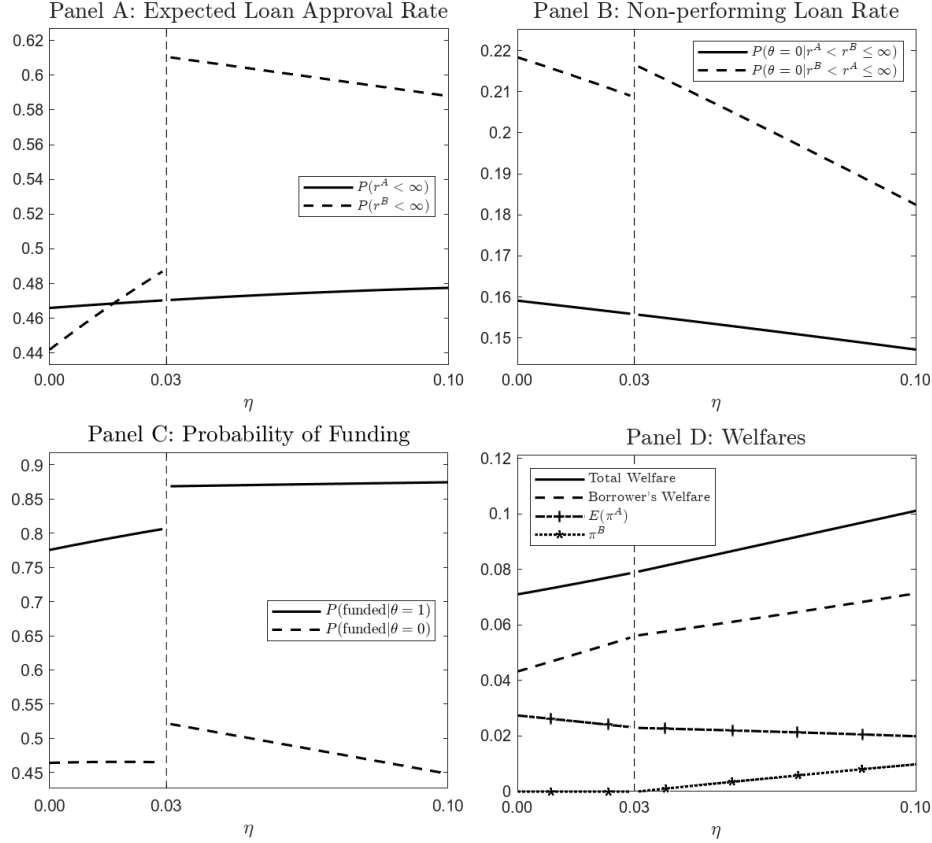 Panel A: Expected Loan Approval Rate
0.62
0.6
0.58
0.56
0.54
0.52
0.5
0.48
0.46
0.44
P(r^A < ∞)
P(r^B < ∞)
0.00
0.03
0.10
η
Panel B: Non-performing Loan Rate
0.22
0.21
0.2
0.19
0.18
0.17
0.16
0.15
P(θ = 0|r^A < r^B ≤ ∞)
P(θ = 0|r^B < r^A ≤ ∞)
0.00
0.03
0.10
η
Panel C: Probability of Funding
0.9
0.85
0.8
0.75
0.7
0.65
0.6
0.55
0.5
0.45
P(funded|θ = 1)
P(funded|θ = 0)
0.00
0.03
0.10
η
Panel D: Welfares
0.12
0.1
0.08
0.06
0.04
0.02
0
Total Welfare
Borrower's Welfare
E(π^A)
π^B
0.00
0.03
0.10
η